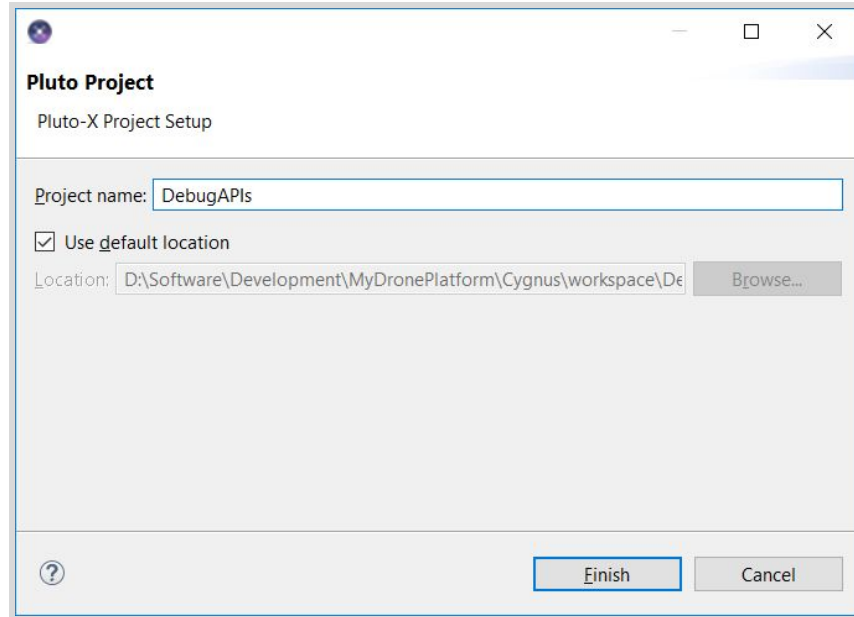 Pluto Project
Pluto-X Project Setup
Project name: DebugAPIs
Use default location
Location: D:\Software\Development\MyDronePlatform\Cygnus\workspace\De Browse...
? Finish Cancel